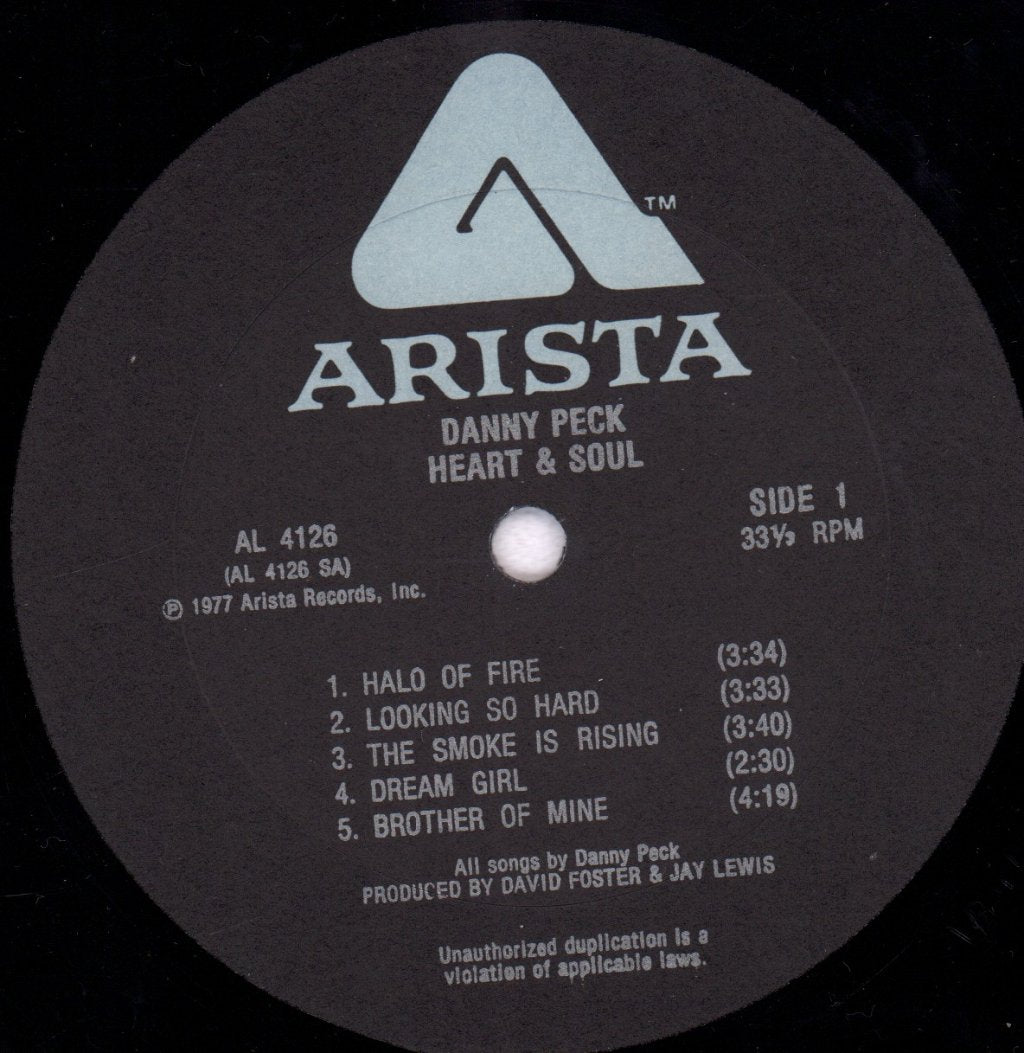 TM
ARISTA
DANNY PECK
HEART & SOUL
AL 4126
(AL 4126 SA)
℗ 1977 Arista Records, Inc.
SIDE 1
33⅓ RPM
1. HALO OF FIRE (3:34)
2. LOOKING SO HARD (3:33)
3. THE SMOKE IS RISING (3:40)
4. DREAM GIRL (2:30)
5. BROTHER OF MINE (4:19)
All songs by Danny Peck
PRODUCED BY DAVID FOSTER & JAY LEWIS
Unauthorized duplication is a
violation of applicable laws.